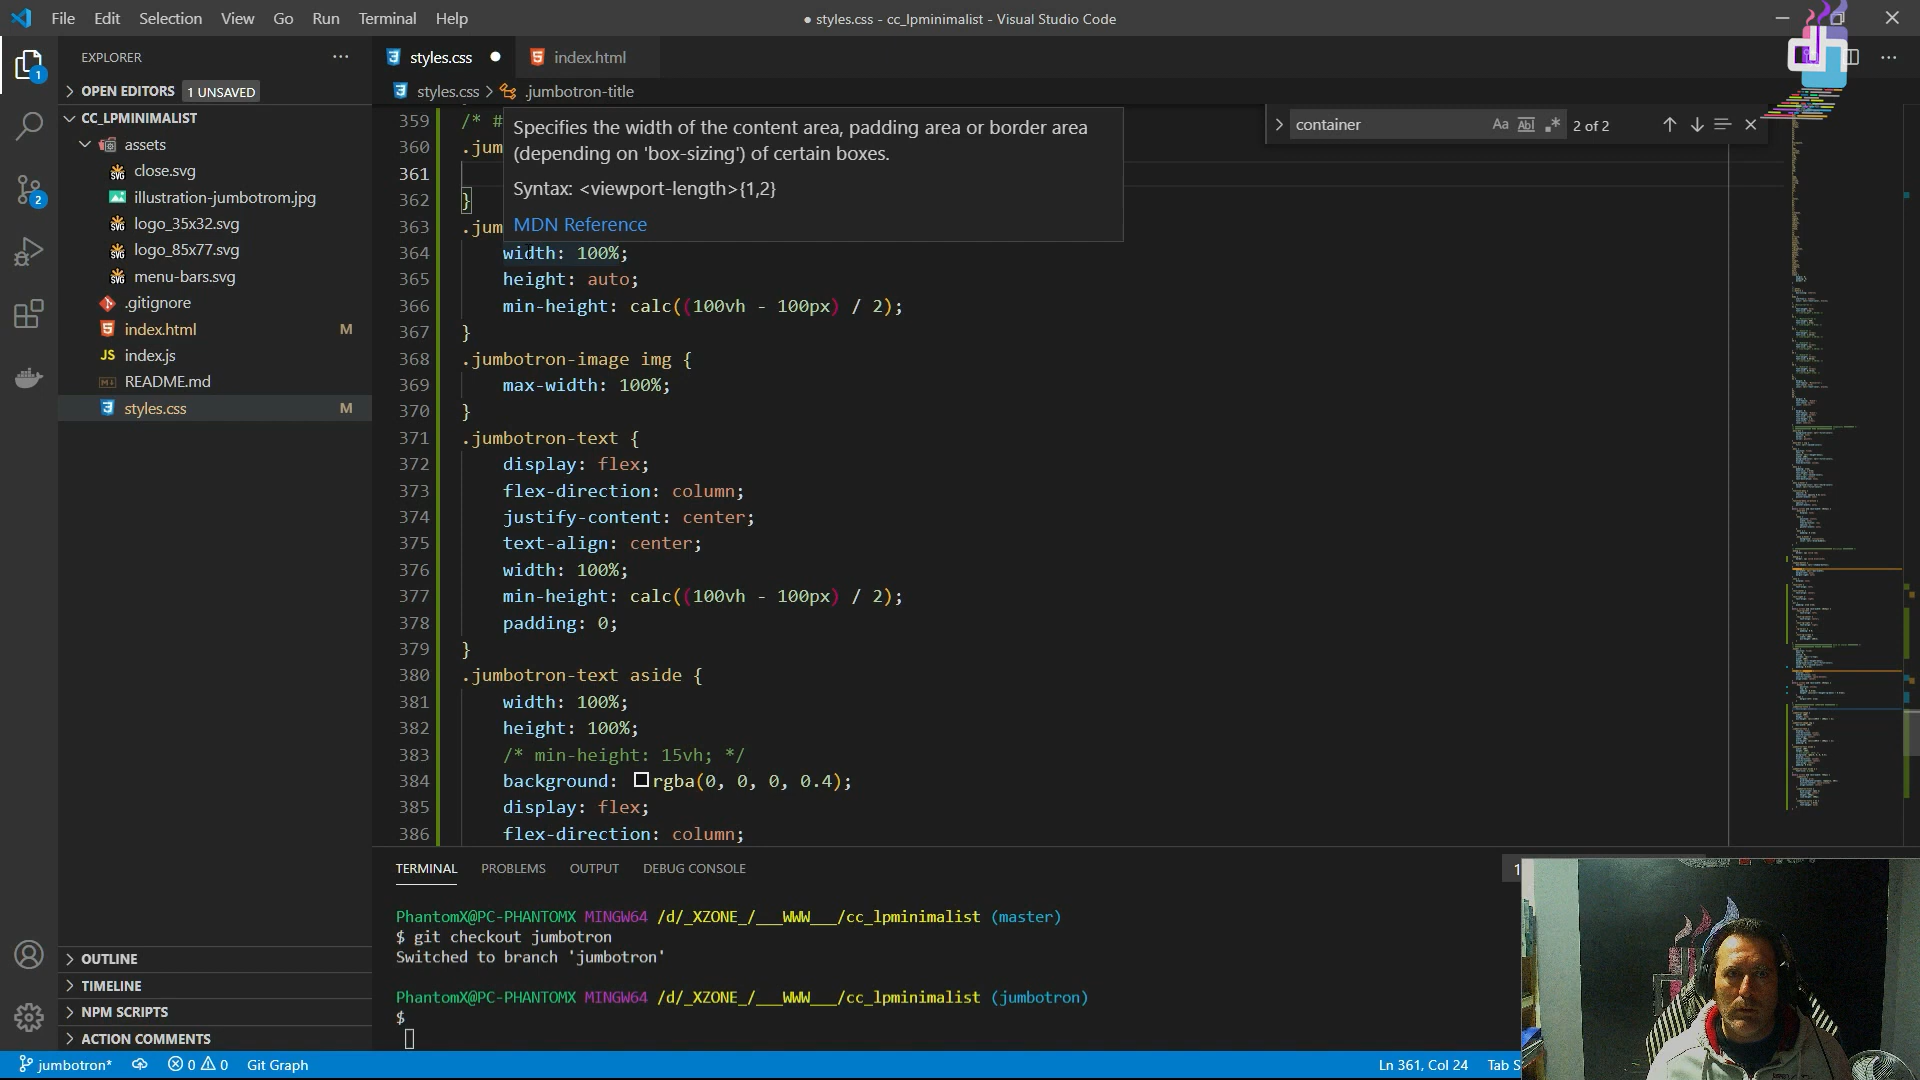 File Edit Selection View Go Run Terminal Help
● styles.css - cc_lpminimalist - Visual Studio Code
EXPLORER
OPEN EDITORS 1 UNSAVED
CC_LPMINIMALIST
assets
close.svg
illustration-jumbotrom.jpg
logo_35x32.svg
logo_85x77.svg
menu-bars.svg
.gitignore
index.html M
index.js
README.md
styles.css M
OUTLINE
TIMELINE
NPM SCRIPTS
ACTION COMMENTS
styles.css
index.html
styles.css > .jumbotron-title
container
Aa Abl .* 2 of 2
Specifies the width of the content area, padding area or border area
(depending on 'box-sizing') of certain boxes.
Syntax: <viewport-length>{1,2}
MDN Reference
359 /* #
360 .jum
361
362 }
363 .jum
364 width: 100%;
365 height: auto;
366 min-height: calc((100vh - 100px) / 2);
367 }
368 .jumbotron-image img {
369 max-width: 100%;
370 }
371 .jumbotron-text {
372 display: flex;
373 flex-direction: column;
374 justify-content: center;
375 text-align: center;
376 width: 100%;
377 min-height: calc((100vh - 100px) / 2);
378 padding: 0;
379 }
380 .jumbotron-text aside {
381 width: 100%;
382 height: 100%;
383 /* min-height: 15vh; */
384 background: rgba(0, 0, 0, 0.4);
385 display: flex;
386 flex-direction: column;
TERMINAL PROBLEMS OUTPUT DEBUG CONSOLE
1
PhantomX@PC-PHANTOMX MINGW64 /d/_XZONE_/___WWW___/cc_lpminimalist (master)
$ git checkout jumbotron
Switched to branch 'jumbotron'
PhantomX@PC-PHANTOMX MINGW64 /d/_XZONE_/___WWW___/cc_lpminimalist (jumbotron)
$
jumbotron* 0 0 Git Graph
Ln 361, Col 24 Tab S
1
2